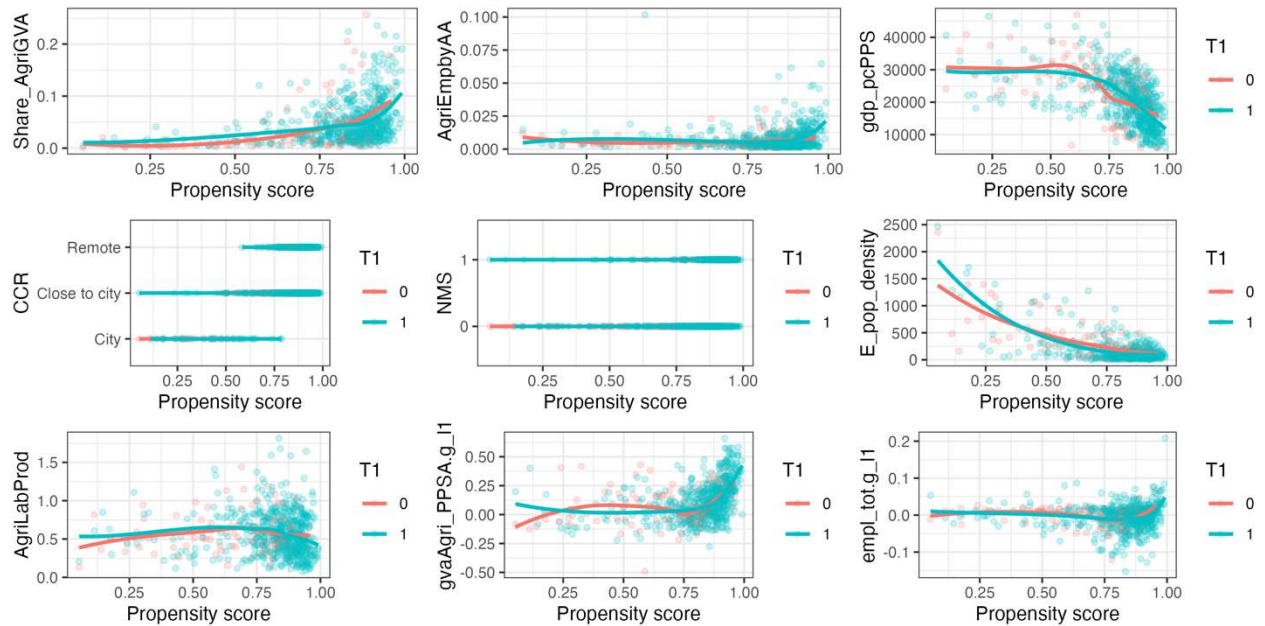 Share_AgriGVA
0.2
0.1
0.0
0.25 0.50 0.75 1.00
Propensity score
AgriEmpbyAA
0.100
0.075
0.050
0.025
0.000
0.25 0.50 0.75 1.00
Propensity score
gdp_pcPPS
40000
30000
20000
10000
0.25 0.50 0.75 1.00
Propensity score
T1
0
1
CCR
Remote
Close to city
City
0.25 0.50 0.75 1.00
Propensity score
T1
0
1
NMS
1
0
0.25 0.50 0.75 1.00
Propensity score
T1
0
1
E_pop_density
2500
2000
1500
1000
500
0
0.25 0.50 0.75 1.00
Propensity score
T1
0
1
AgriLabProd
1.5
1.0
0.5
0.0
0.00 0.25 0.50 0.75 1.00
Propensity score
T1
0
1
gvaAgri_PPSA.g_l1
0.50
0.25
0.00
-0.25
-0.50
0.00 0.25 0.50 0.75 1.00
Propensity score
T1
0
1
empl_tot.g_l1
0.2
0.1
0.0
-0.1
0.25 0.50 0.75 1.00
Propensity score
T1
0
1